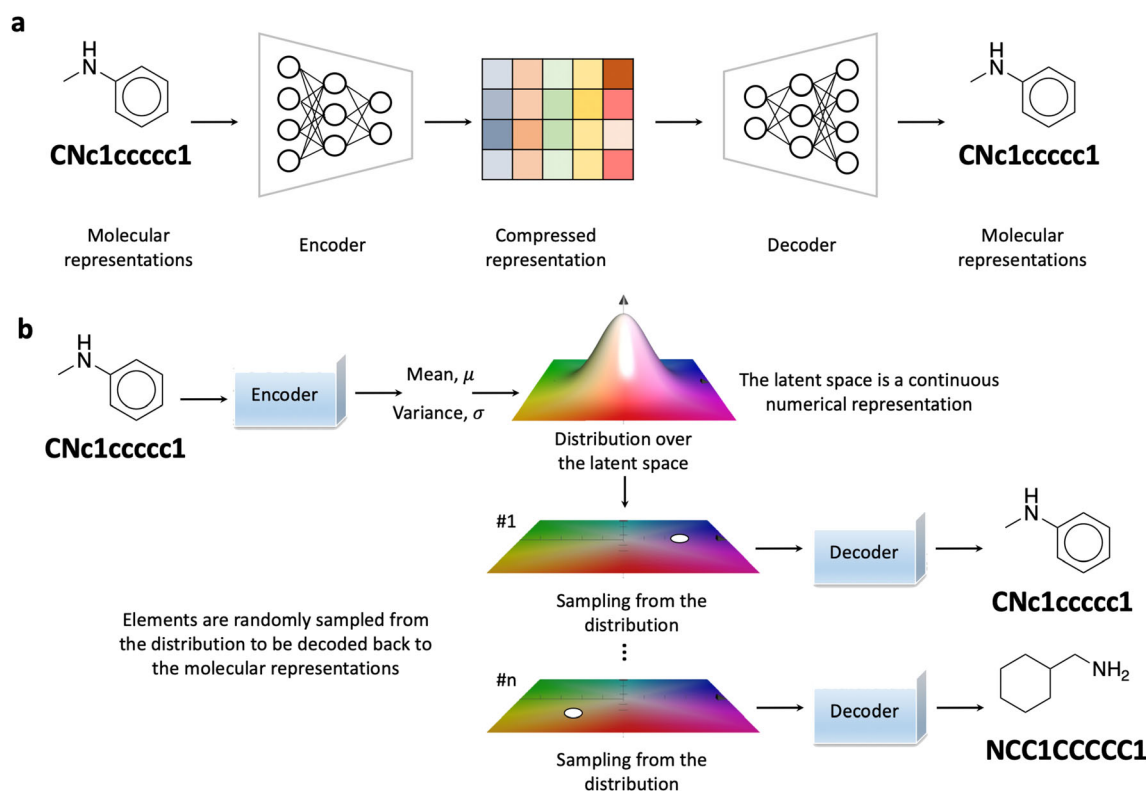 a
H
N
CNc1ccccc1
H
N
CNc1ccccc1
Molecular
representations
Encoder
Compressed
representation
Decoder
Molecular
representations
b
H
N
CNc1ccccc1
Encoder
Mean, μ
Variance, σ
The latent space is a continuous
numerical representation
Distribution over
the latent space
#1
Decoder
H
N
CNc1ccccc1
Sampling from the
distribution
Elements are randomly sampled from
the distribution to be decoded back to
the molecular representations
#n
Decoder
NH₂
NCC1CCCCC1
Sampling from the
distribution